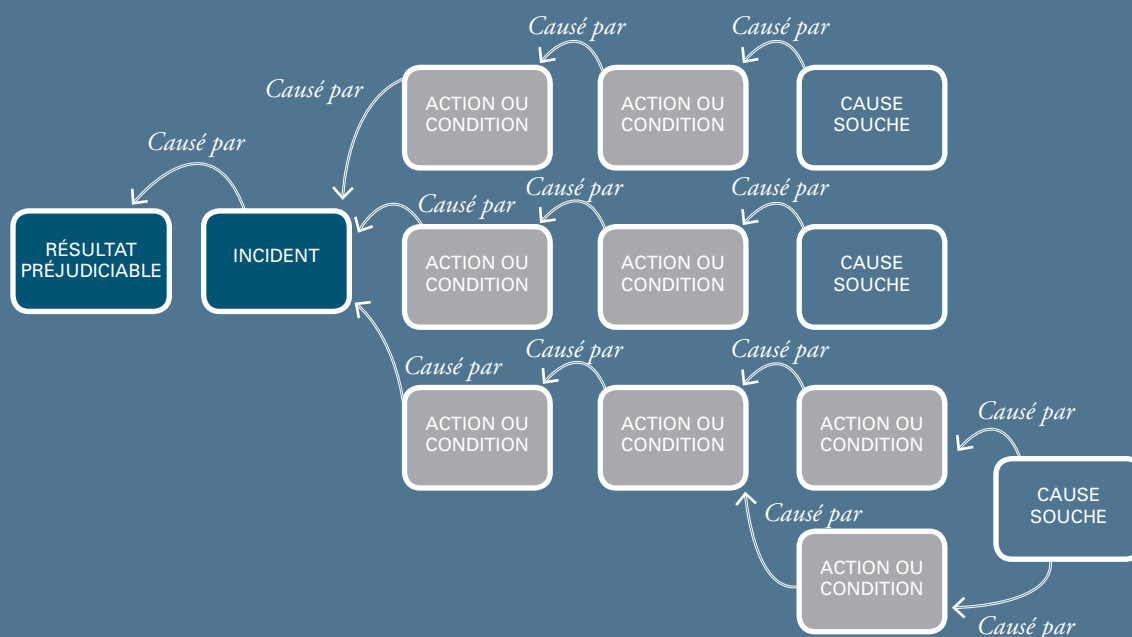 Causé par
Causé par
Causé par
ACTION OU
CONDITION
ACTION OU
CONDITION
CAUSE
SOUCHE
Causé par
Causé par
Causé par
Causé par
RÉSULTAT
PRÉJUDICIABLE
INCIDENT
ACTION OU
CONDITION
ACTION OU
CONDITION
CAUSE
SOUCHE
Causé par
Causé par
Causé par
ACTION OU
CONDITION
ACTION OU
CONDITION
ACTION OU
CONDITION
Causé par
CAUSE
SOUCHE
Causé par
ACTION OU
CONDITION
Causé par